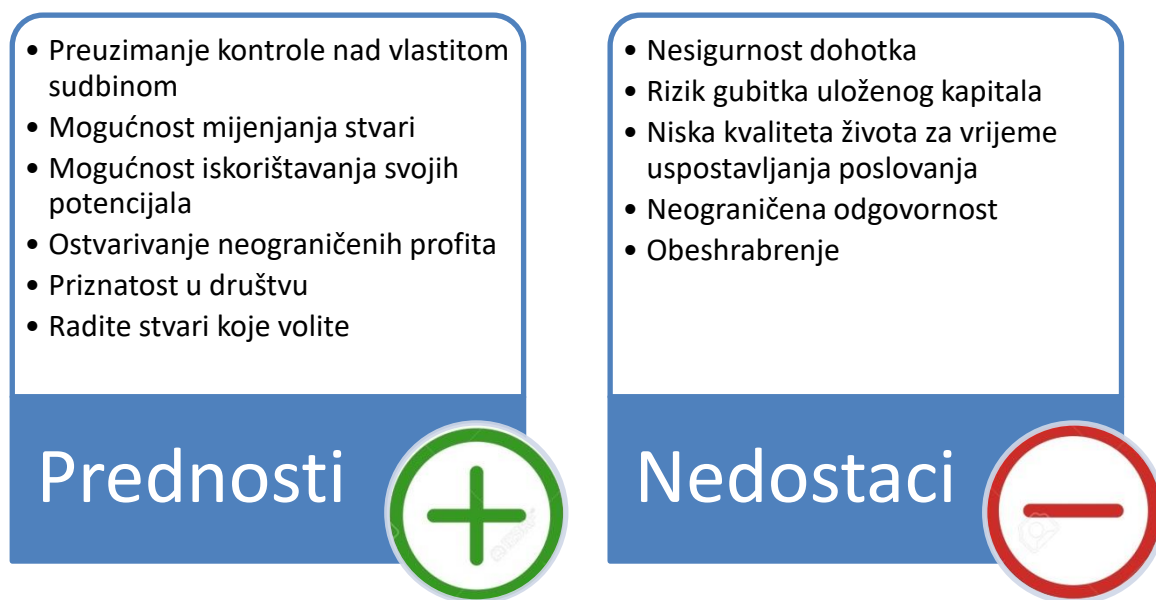 • Preuzimanje kontrole nad vlastitom
sudbinom
• Mogućnost mijenjanja stvari
• Mogućnost iskorištavanja svojih
potencijala
• Ostvarivanje neograničenih profita
• Priznatost u društvu
• Radite stvari koje volite
Prednosti
• Nesigurnost dohotka
• Rizik gubitka uloženog kapitala
• Niska kvaliteta života za vrijeme
uspostavljanja poslovanja
• Neograničena odgovornost
• Obeshrabrenje
Nedostaci